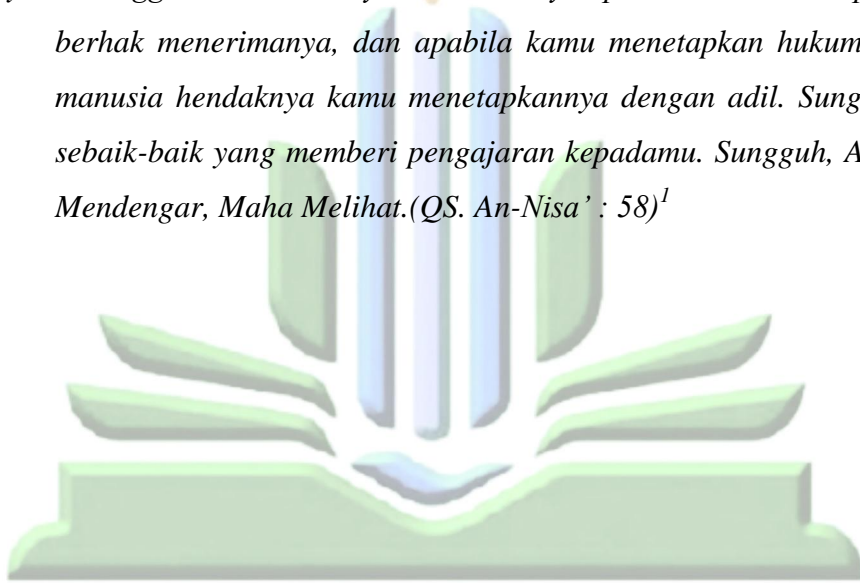 berhak menerimanya, dan apabila kamu menetapkan hukum
manusia hendaknya kamu menetapkannya dengan adil. Sung
sebaik-baik yang memberi pengajaran kepadamu. Sungguh, A
Mendengar, Maha Melihat.(QS. An-Nisa’ : 58)1